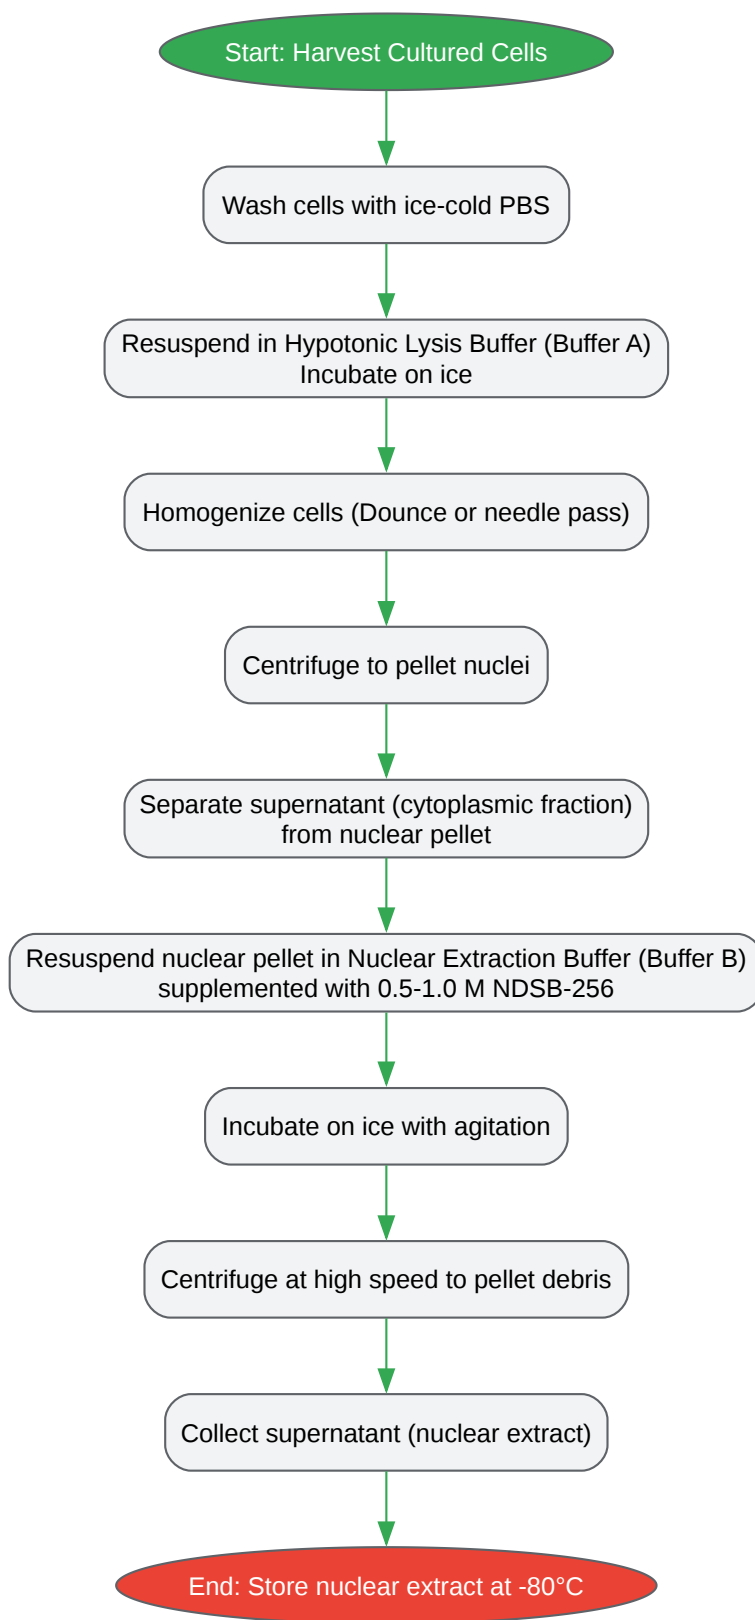 Start: Harvest Cultured Cells
Wash cells with ice-cold PBS
Resuspend in Hypotonic Lysis Buffer (Buffer A)
Incubate on ice
Homogenize cells (Dounce or needle pass)
Centrifuge to pellet nuclei
Separate supernatant (cytoplasmic fraction)
from nuclear pellet
Resuspend nuclear pellet in Nuclear Extraction Buffer (Buffer B)
supplemented with 0.5-1.0 M NDSB-256
Incubate on ice with agitation
Centrifuge at high speed to pellet debris
Collect supernatant (nuclear extract)
End: Store nuclear extract at -80°C